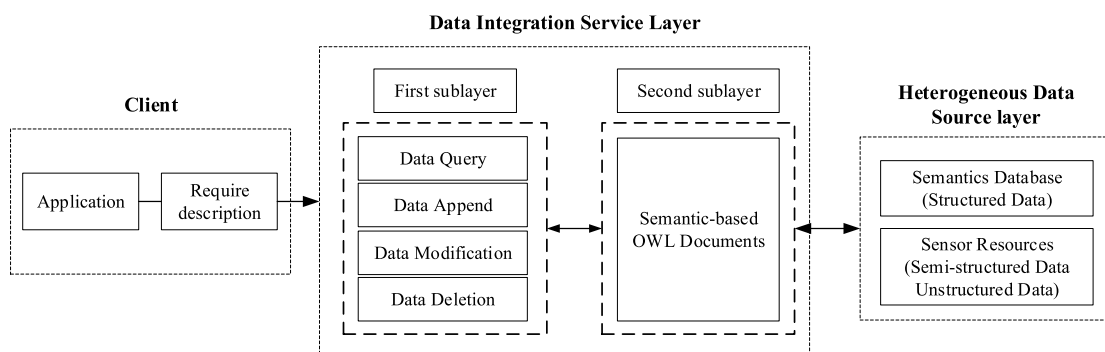 Data Integration Service Layer
Client
Application
Require
description
First sublayer
Data Query
Data Append
Data Modification
Data Deletion
Second sublayer
Semantic-based
OWL Documents
Heterogeneous Data
Source layer
Semantics Database
(Structured Data)
Sensor Resources
(Semi-structured Data
Unstructured Data)